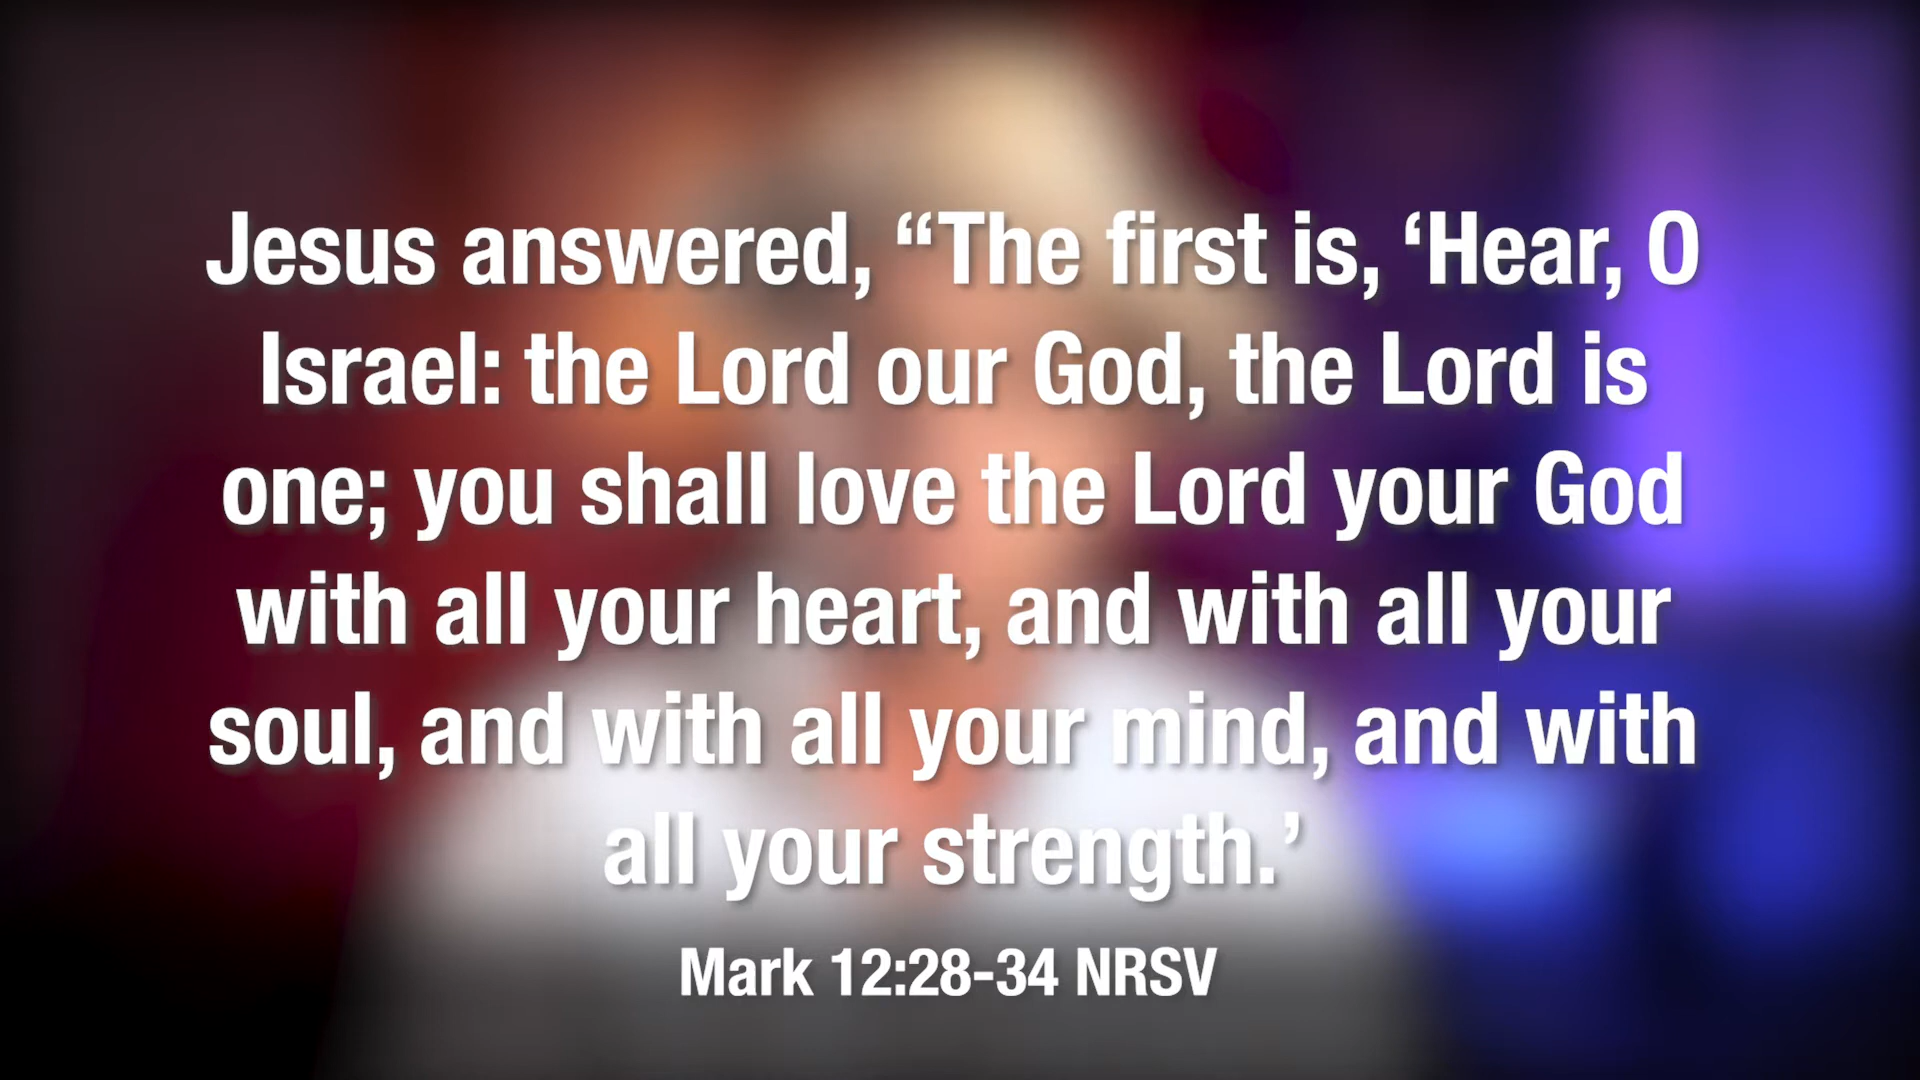 Jesus answered, “The first is, ‘Hear, O
Israel: the Lord our God, the Lord is
one; you shall love the Lord your God
with all your heart, and with all your
soul, and with all your mind, and with
all your strength.’
Mark 12:28-34 NRSV